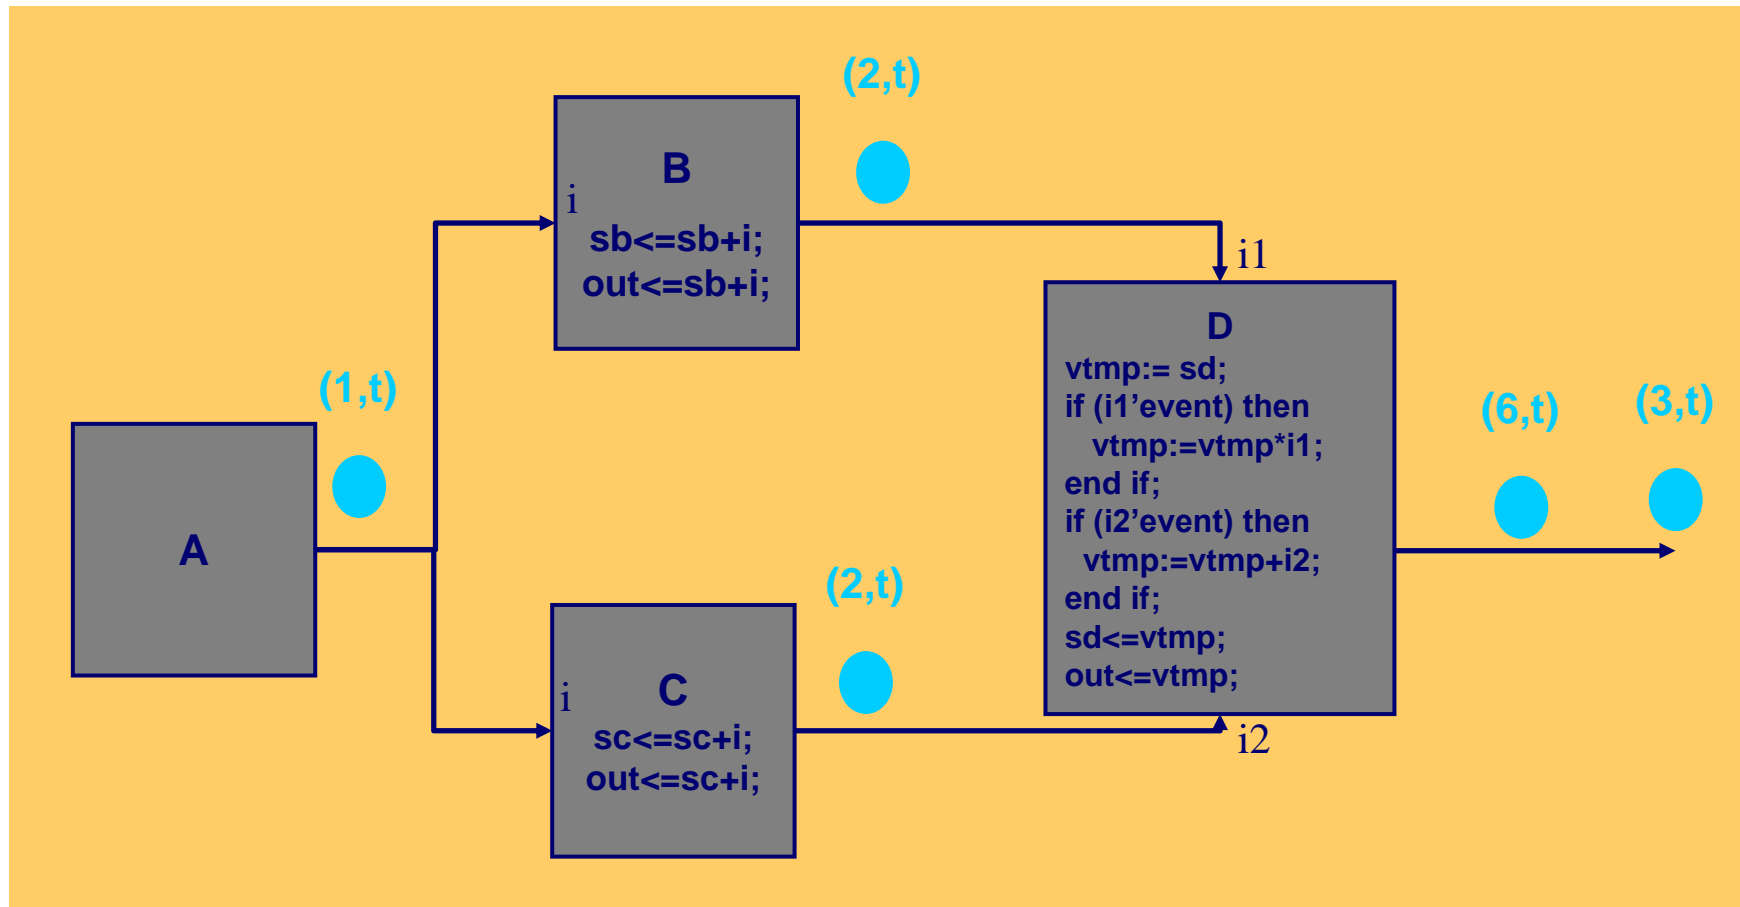 (2,t)
B
i
sb<=sb+i;
out<=sb+i;
i1
(1,t)
A
D
vtmp:= sd;
if (i1’event) then
vtmp:=vtmp*i1;
end if;
if (i2’event) then
vtmp:=vtmp+i2;
end if;
sd<=vtmp;
out<=vtmp;
(6,t)
(3,t)
(2,t)
i
C
sc<=sc+i;
out<=sc+i;
i2